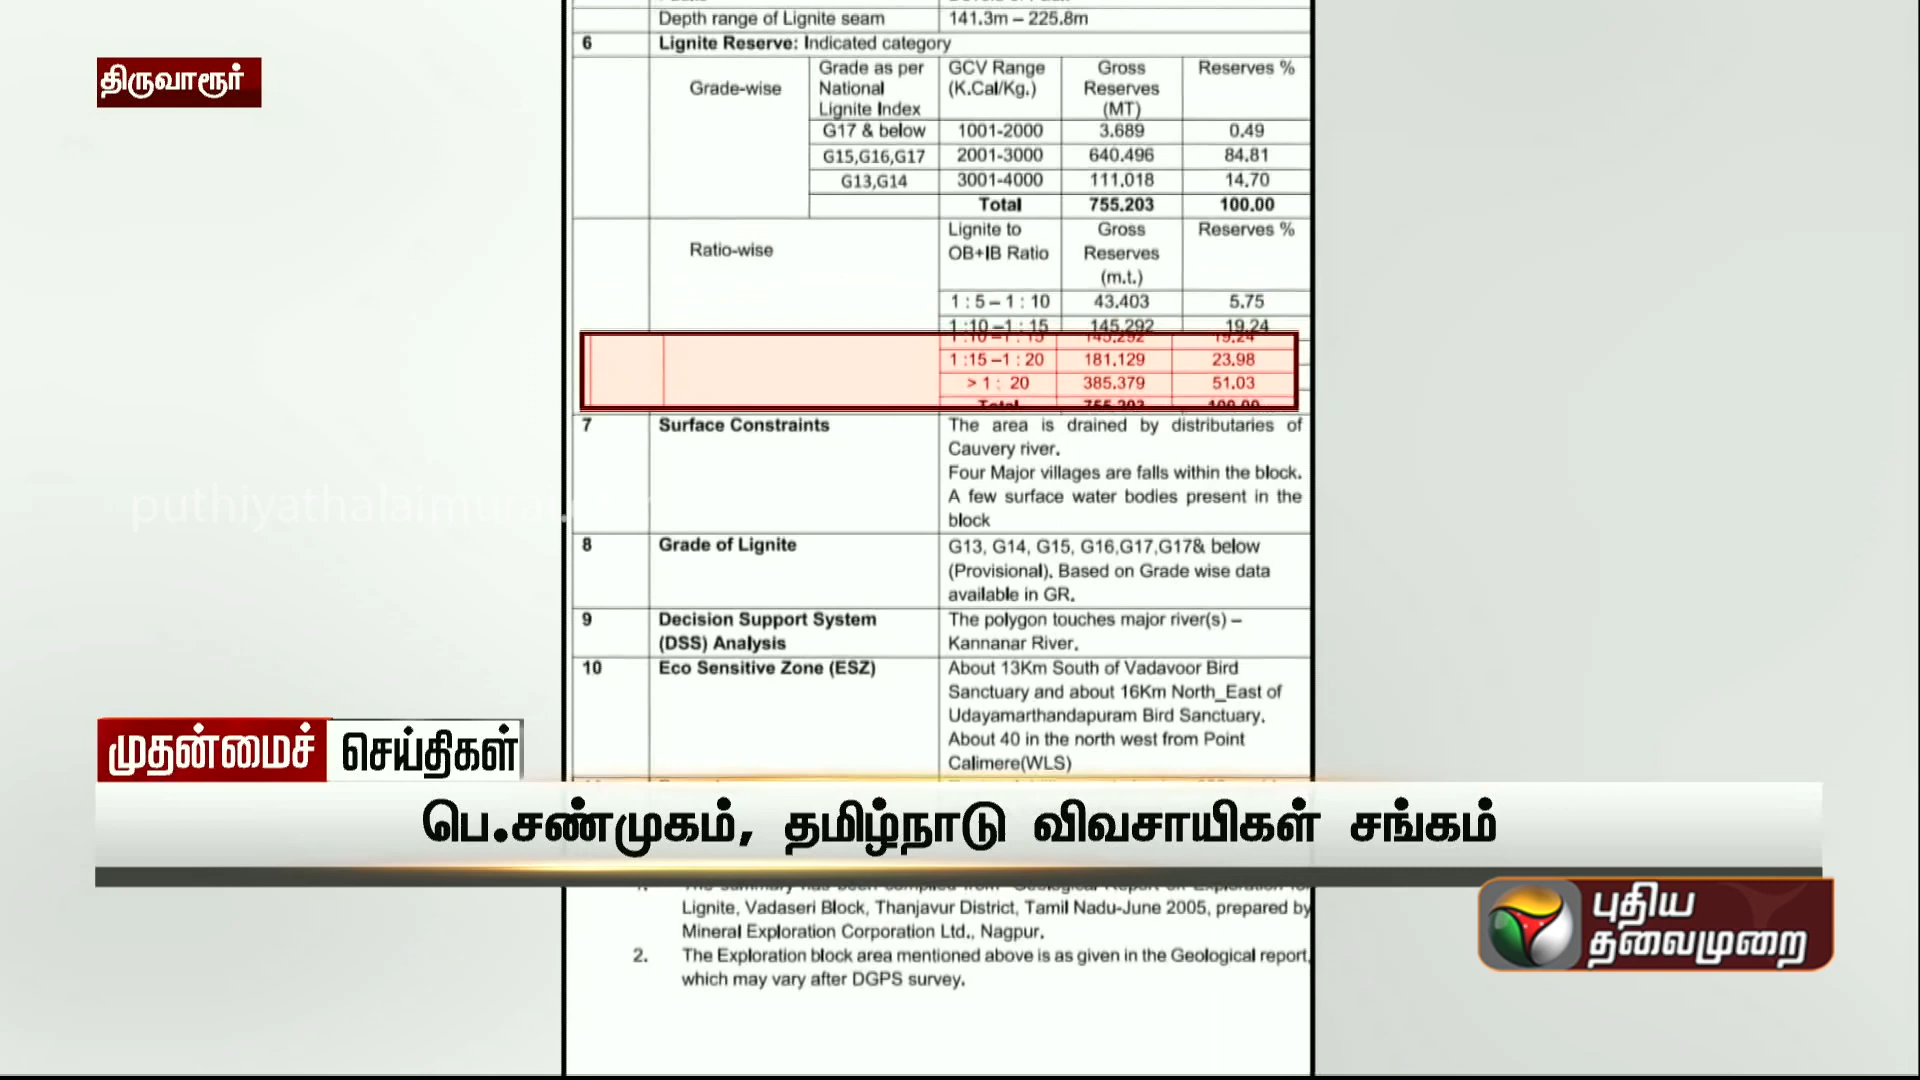 Depth range of Lignite seam 141.3m – 225.8m
6 Lignite Reserve: Indicated category
திருவாரூர்
Grade-wise
Grade as per National Lignite Index
GCV Range (K.Cal/Kg.)
Gross Reserves (MT)
Reserves %
G17 & below 1001-2000 3.689 0.49
G15,G16,G17 2001-3000 640.496 84.81
G13,G14 3001-4000 111.018 14.70
Total 755.203 100.00
Ratio-wise
Lignite to OB+IB Ratio
Gross Reserves (m.t.)
Reserves %
1 : 5 – 1 : 10 43.403 5.75
1 :10 –1 : 15 145.292 19.24
1 :15 –1 : 20 181.129 23.98
> 1 : 20 385.379 51.03
Total 755.203 100.00
7 Surface Constraints
The area is drained by distributaries of
Cauvery river.
Four Major villages are falls within the block.
A few surface water bodies present in the
block
puthiyathalaimurai.
8 Grade of Lignite
G13, G14, G15, G16,G17,G17& below
(Provisional). Based on Grade wise data
available in GR.
9 Decision Support System
(DSS) Analysis
The polygon touches major river(s) –
Kannanar River.
10 Eco Sensitive Zone (ESZ)
About 13Km South of Vadavoor Bird
Sanctuary and about 16Km North_East of
Udayamarthandapuram Bird Sanctuary.
About 40 in the north west from Point
Calimere(WLS)
முதன்மைச் செய்திகள்
பெ.சண்முகம், தமிழ்நாடு விவசாயிகள் சங்கம்
Lignite, Vadaseri Block, Thanjavur District, Tamil Nadu-June 2005, prepared by
Mineral Exploration Corporation Ltd., Nagpur.
2. The Exploration block area mentioned above is as given in the Geological report,
which may vary after DGPS survey.
புதிய
தலைமுறை